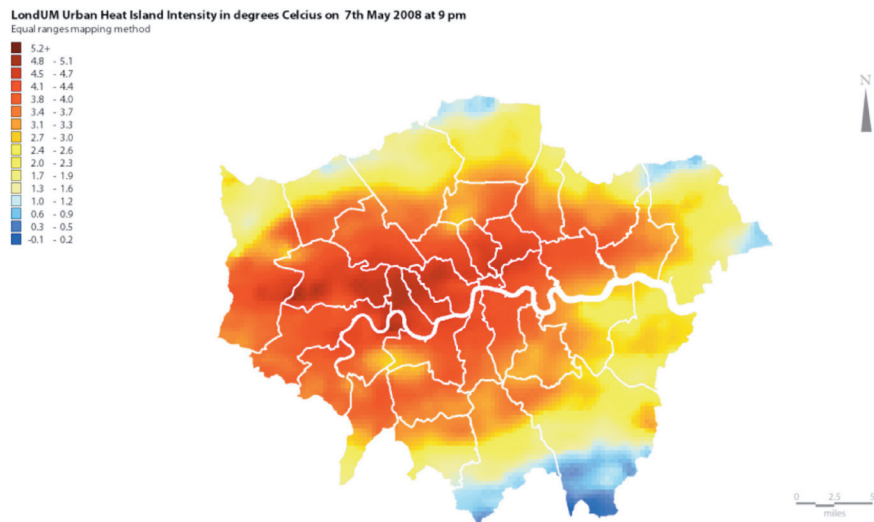 LondUM Urban Heat Island Intensity in degrees Celcius on 7th May 2008 at 9 pm
Equal ranges mapping method
5.2+
4.8 - 5.1
4.5 - 4.7
4.1 - 4.4
3.8 - 4.0
3.4 - 3.7
3.1 - 3.3
2.7 - 3.0
2.4 - 2.6
2.0 - 2.3
1.7 - 1.9
1.3 - 1.6
1.0 - 1.2
0.6 - 0.9
0.3 - 0.5
-0.1 - 0.2
N
0 2.5 5
miles